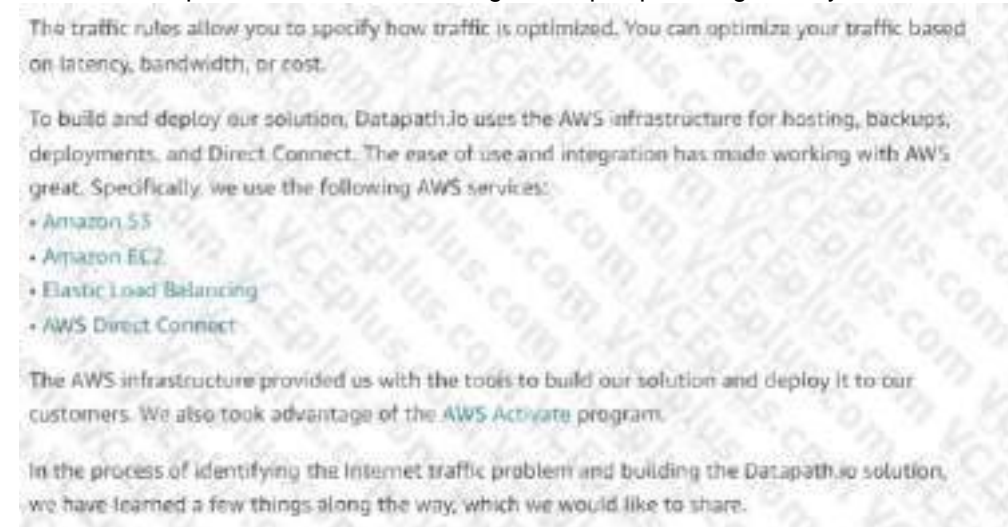 The traffic rules allow you to specify how traffic is optimized. You can optimize your traffic based
on latency, bandwidth, or cost.
To build and deploy our solution, Datapath.io uses the AWS infrastructure for hosting, backups,
deployments, and Direct Connect. The ease of use and integration has made working with AWS
great. Specifically, we use the following AWS services:
• Amazon S3
• Amazon EC2
• Elastic Load Balancing
• AWS Direct Connect
The AWS infrastructure provided us with the tools to build our solution and deploy it to our
customers. We also took advantage of the AWS Activate program.
In the process of identifying the Internet traffic problem and building the Datapath.io solution,
we have learned a few things along the way, which we would like to share.